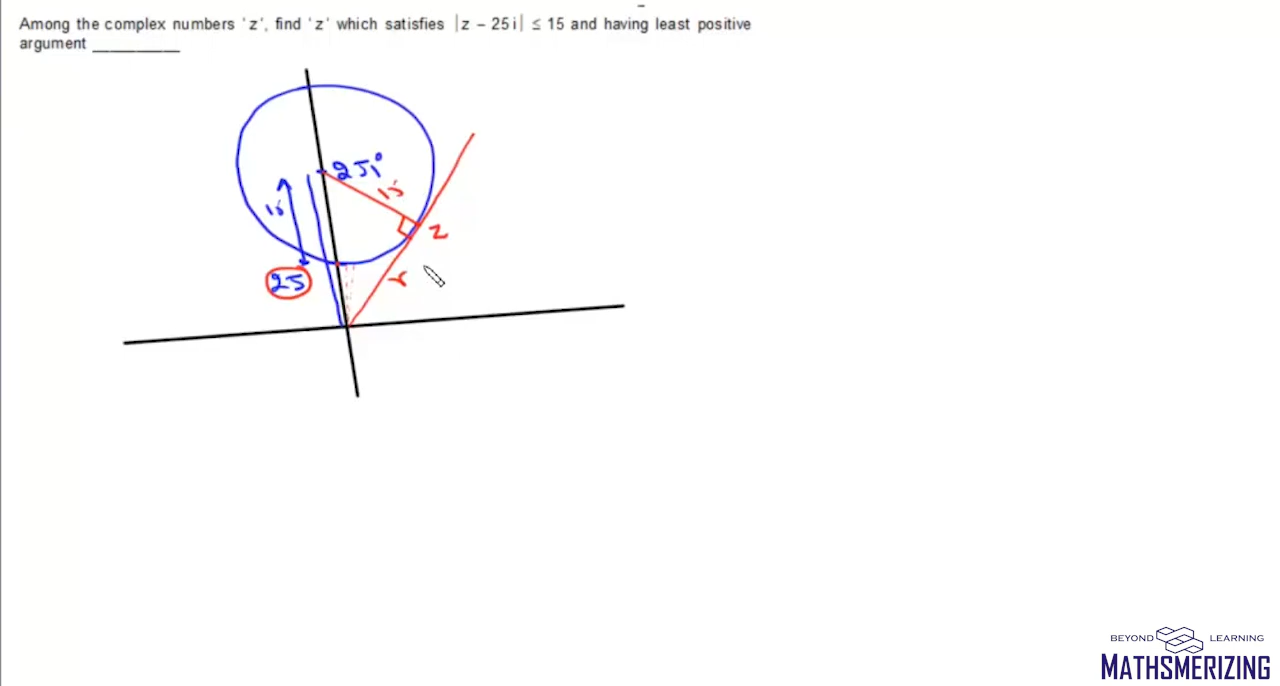 Among the complex numbers 'z', find 'z' which satisfies |z − 25i| ≤ 15 and having least positive
argument ___________
25i
15
15
z
25
r
BEYOND LEARNING
MATHSMERIZING